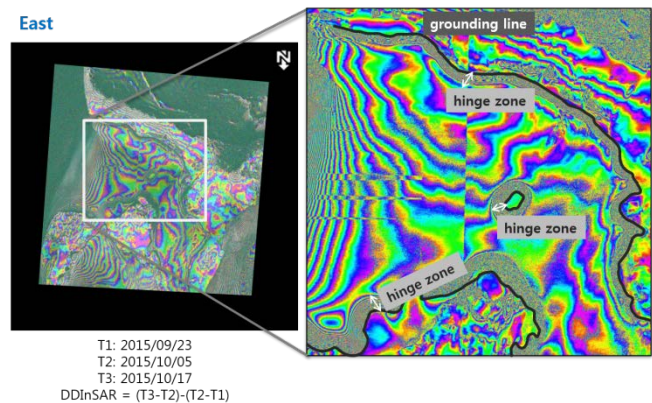 East
N
grounding line
hinge zone
hinge zone
hinge zone
T1: 2015/09/23
T2: 2015/10/05
T3: 2015/10/17
DDInSAR = (T3-T2)-(T2-T1)